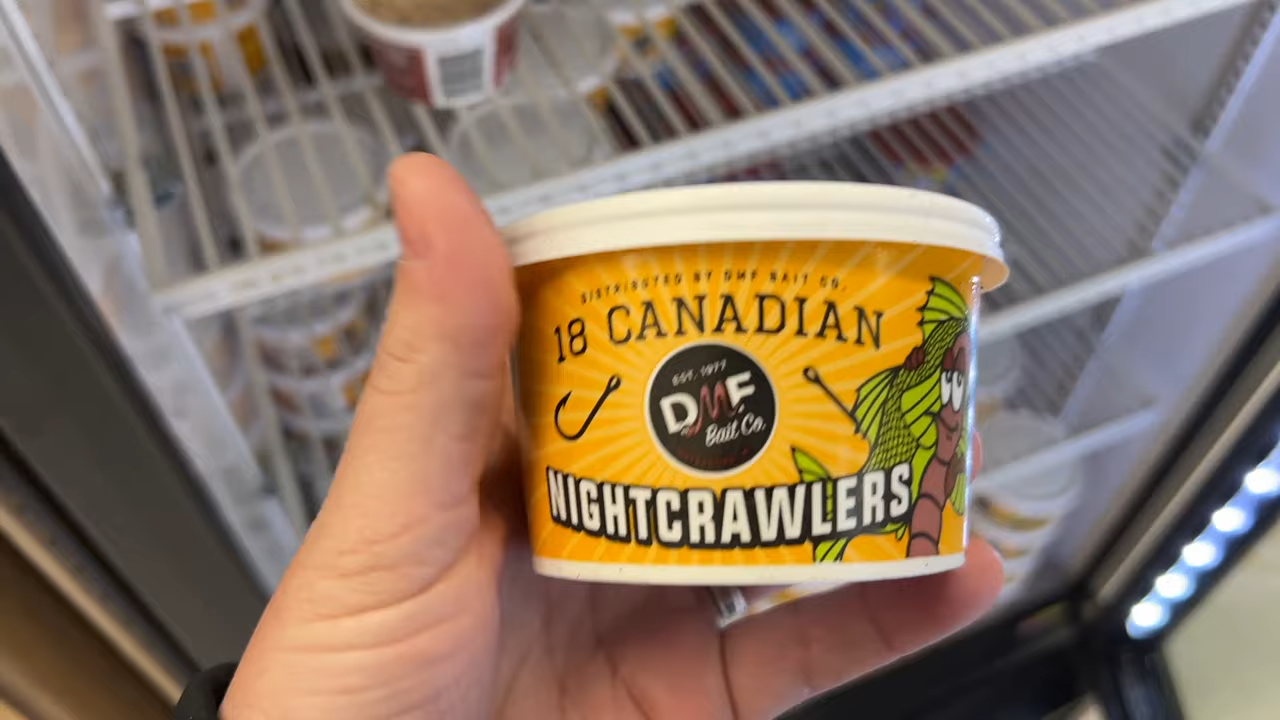 DISTRIBUTED BY DMF BAIT CO.
18 CANADIAN
EST. 1977
DMF
Bait Co.
NIGHTCRAWLERS